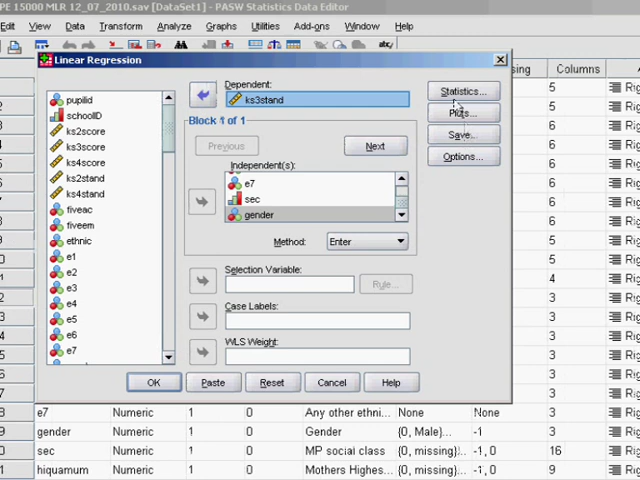 PE 15000 MLR 12_07_2010.sav [DataSet1] - PASW Statistics Data Editor
Edit View Data Transform Analyze Graphs Utilities Add-ons Window Help
Linear Regression
Dependent:
ks3stand
Statistics...
Plots...
Save...
Options...
pupilid
schoolID
ks2score
ks3score
ks4score
ks2stand
ks4stand
fiveac
fiveem
ethnic
e1
e2
e3
e4
e5
e6
e7
Block 1 of 1
Previous Next
Independent(s):
e7
sec
gender
Method: Enter
Selection Variable:
Rule...
Case Labels:
WLS Weight:
OK Paste Reset Cancel Help
Columns
5
5
6
6
6
6
5
5
5
5
4
3
3
3
3
3
3
e7 Numeric 1 0 Any other ethni... None None 3
gender Numeric 1 0 Gender {0, Male}... -1 3
sec Numeric 1 0 MP social class {0, missing}... -1, 0 16
hiquamum Numeric 1 0 Mothers Highes... {0, missing}... -1, 0 9